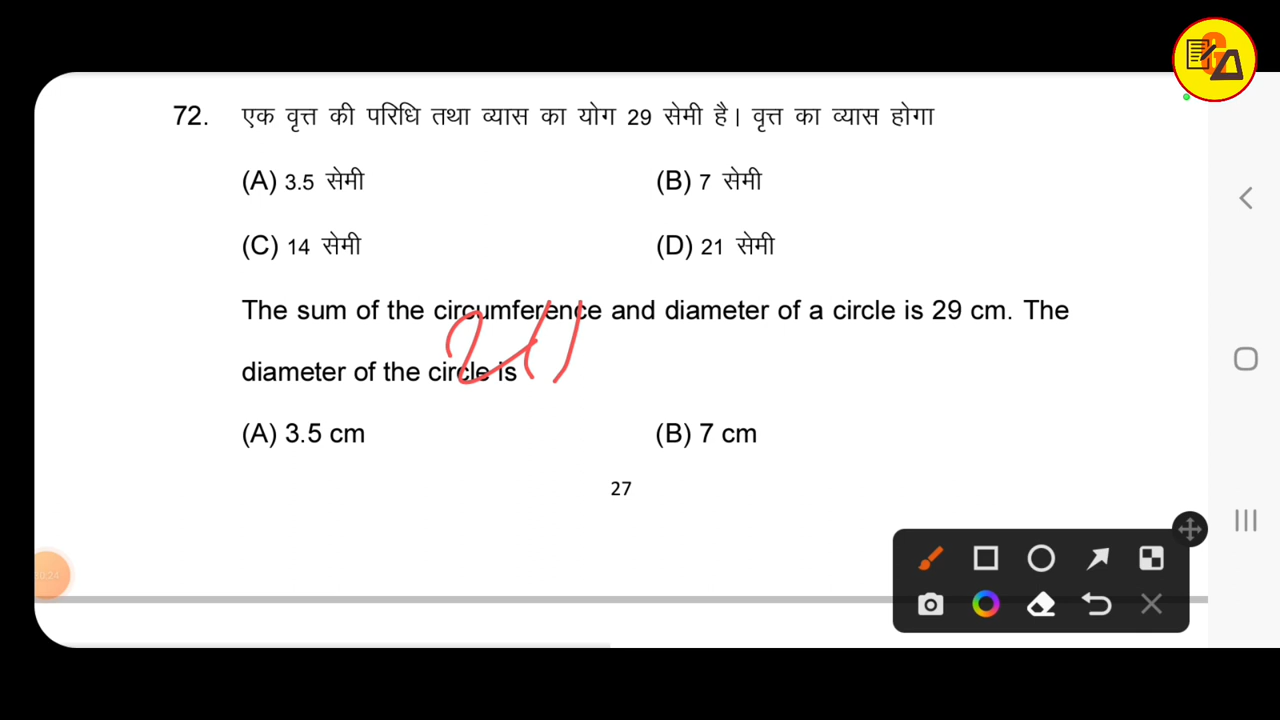 72. एक वृत्त की परिधि तथा व्यास का योग 29 सेमी है। वृत्त का व्यास होगा
(A) 3.5 सेमी (B) 7 सेमी
(C) 14 सेमी (D) 21 सेमी
The sum of the circumference and diameter of a circle is 29 cm. The
diameter of the circle is
(A) 3.5 cm (B) 7 cm
27